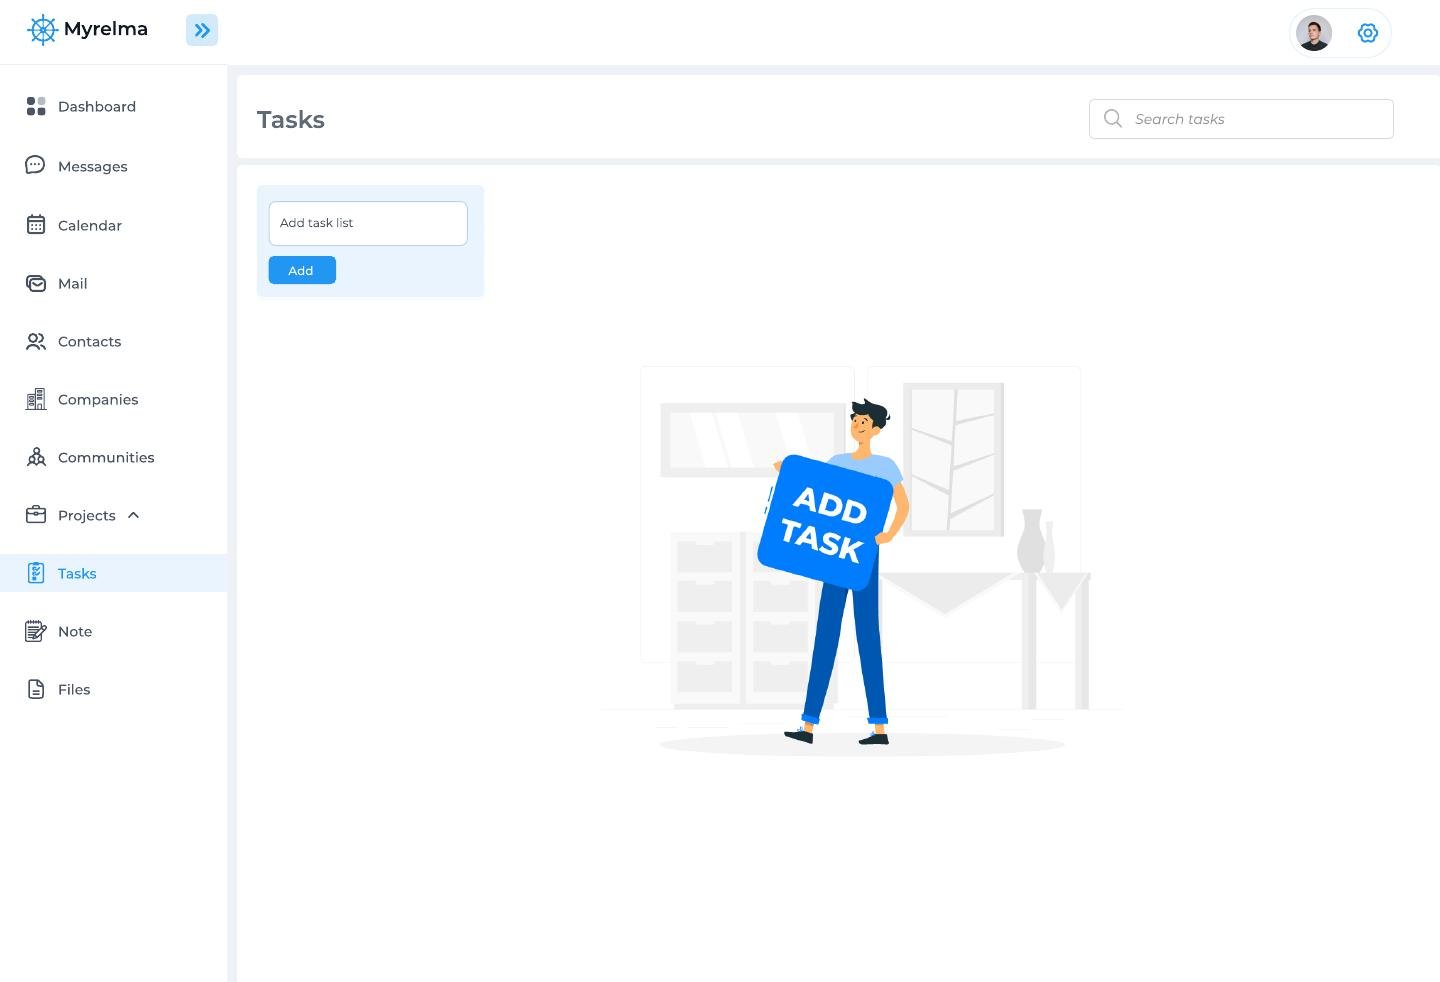 Myrelma
Dashboard
Messages
Calendar
Mail
Contacts
Companies
Communities
Projects
Tasks
Note
Files
Tasks
Search tasks
Add task list
Add
ADD
TASK